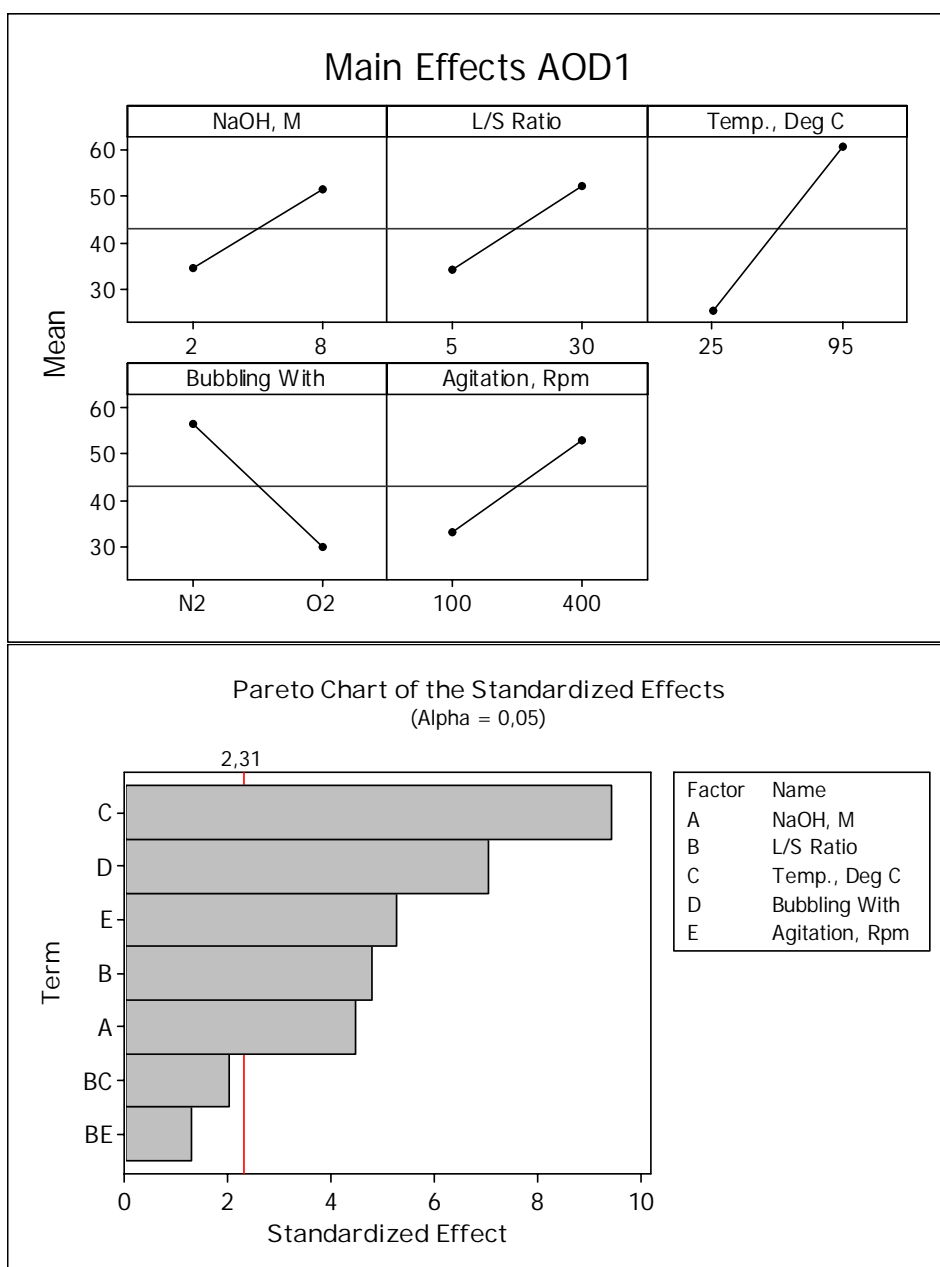 Main Effects AOD1
NaOH, M L/S Ratio Temp., Deg C
60
50
40
30
2 8 5 30 25 95
Mean
Bubbling With Agitation, Rpm
60
50
40
30
N2 O2 100 400
Pareto Chart of the Standardized Effects
(Alpha = 0,05)
2,31
C
D
E
B
A
BC
BE
Term
0 2 4 6 8 10
Standardized Effect
Factor Name
A NaOH, M
B L/S Ratio
C Temp., Deg C
D Bubbling With
E Agitation, Rpm